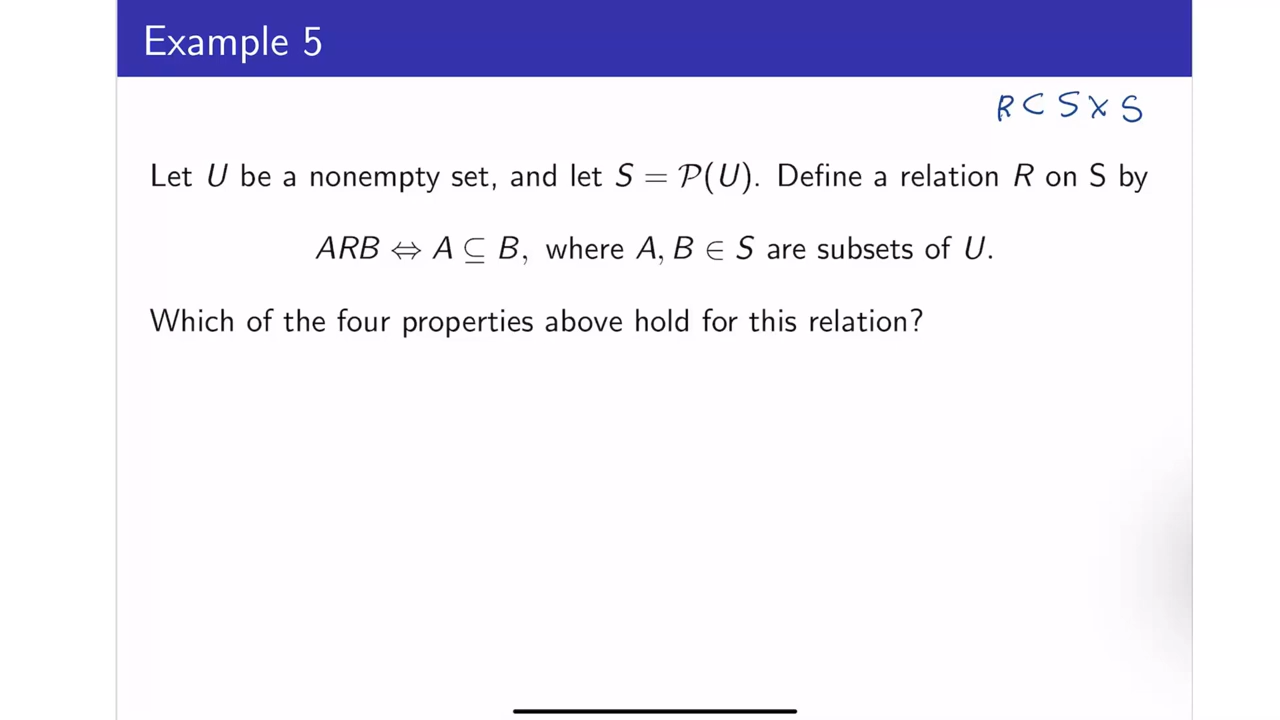 Example 5
R ⊂ S × S
Let U be a nonempty set, and let S = 𝒫(U). Define a relation R on S by
ARB ⇔ A ⊆ B, where A, B ∈ S are subsets of U.
Which of the four properties above hold for this relation?